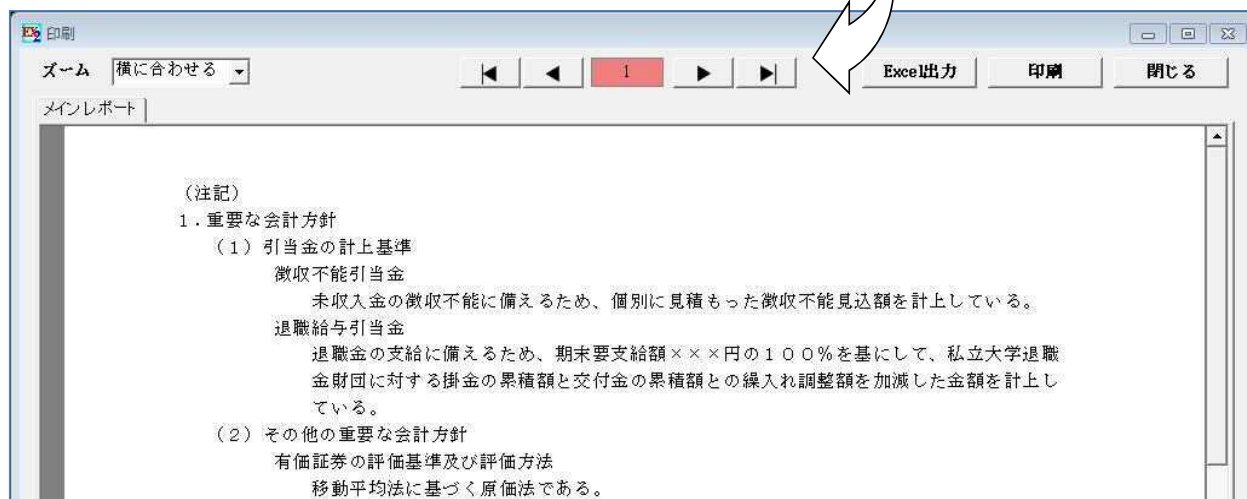 印刷
ズーム 横に合わせる 1 Excel出力 印刷 閉じる
メインレポート
(注記)
1.重要な会計方針
(1)引当金の計上基準
徴収不能引当金
未収入金の徴収不能に備えるため、個別に見積もった徴収不能見込額を計上している。
退職給与引当金
退職金の支給に備えるため、期末要支給額×××円の100%を基にして、私立大学退職
金財団に対する掛金の累積額と交付金の累積額との繰入れ調整額を加減した金額を計上し
ている。
(2)その他の重要な会計方針
有価証券の評価基準及び評価方法
移動平均法に基づく原価法である。